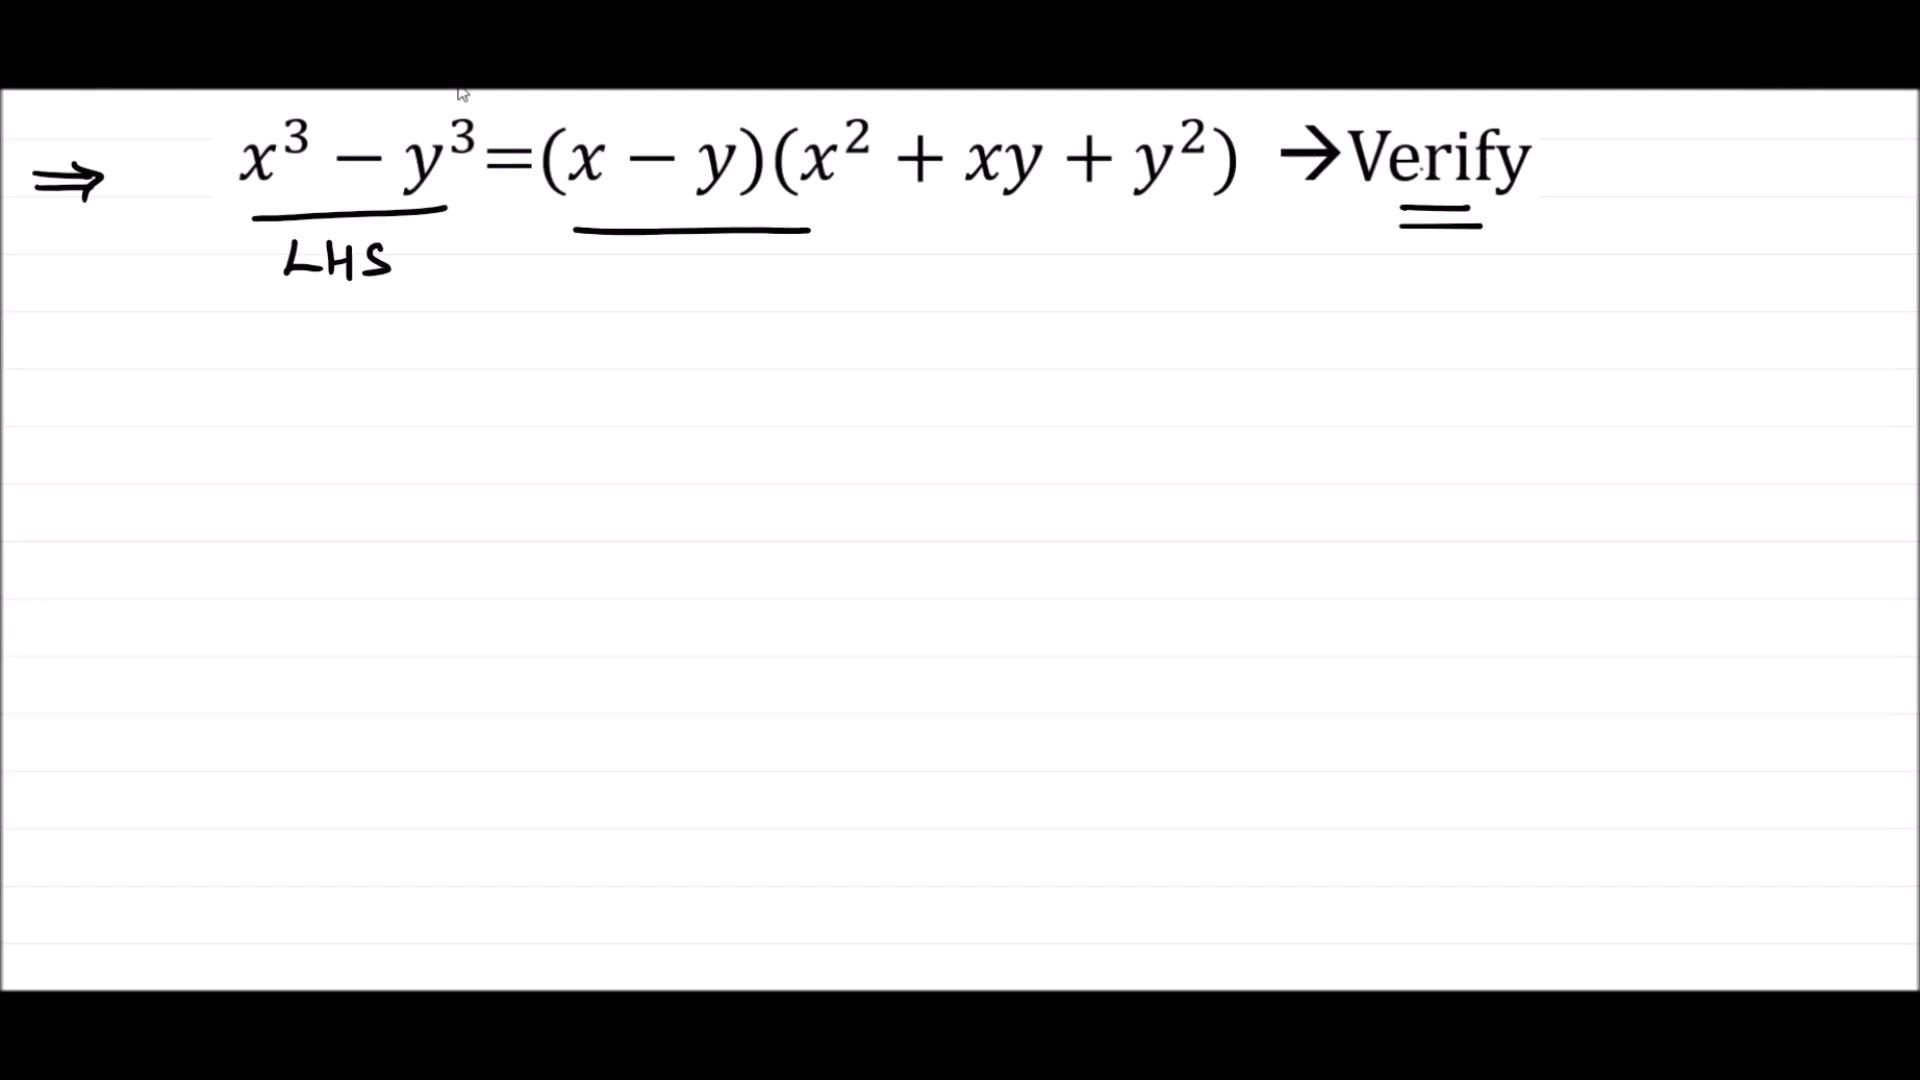 ⇒ x³ − y³=(x − y)(x² + xy + y²) →Verify
LHS